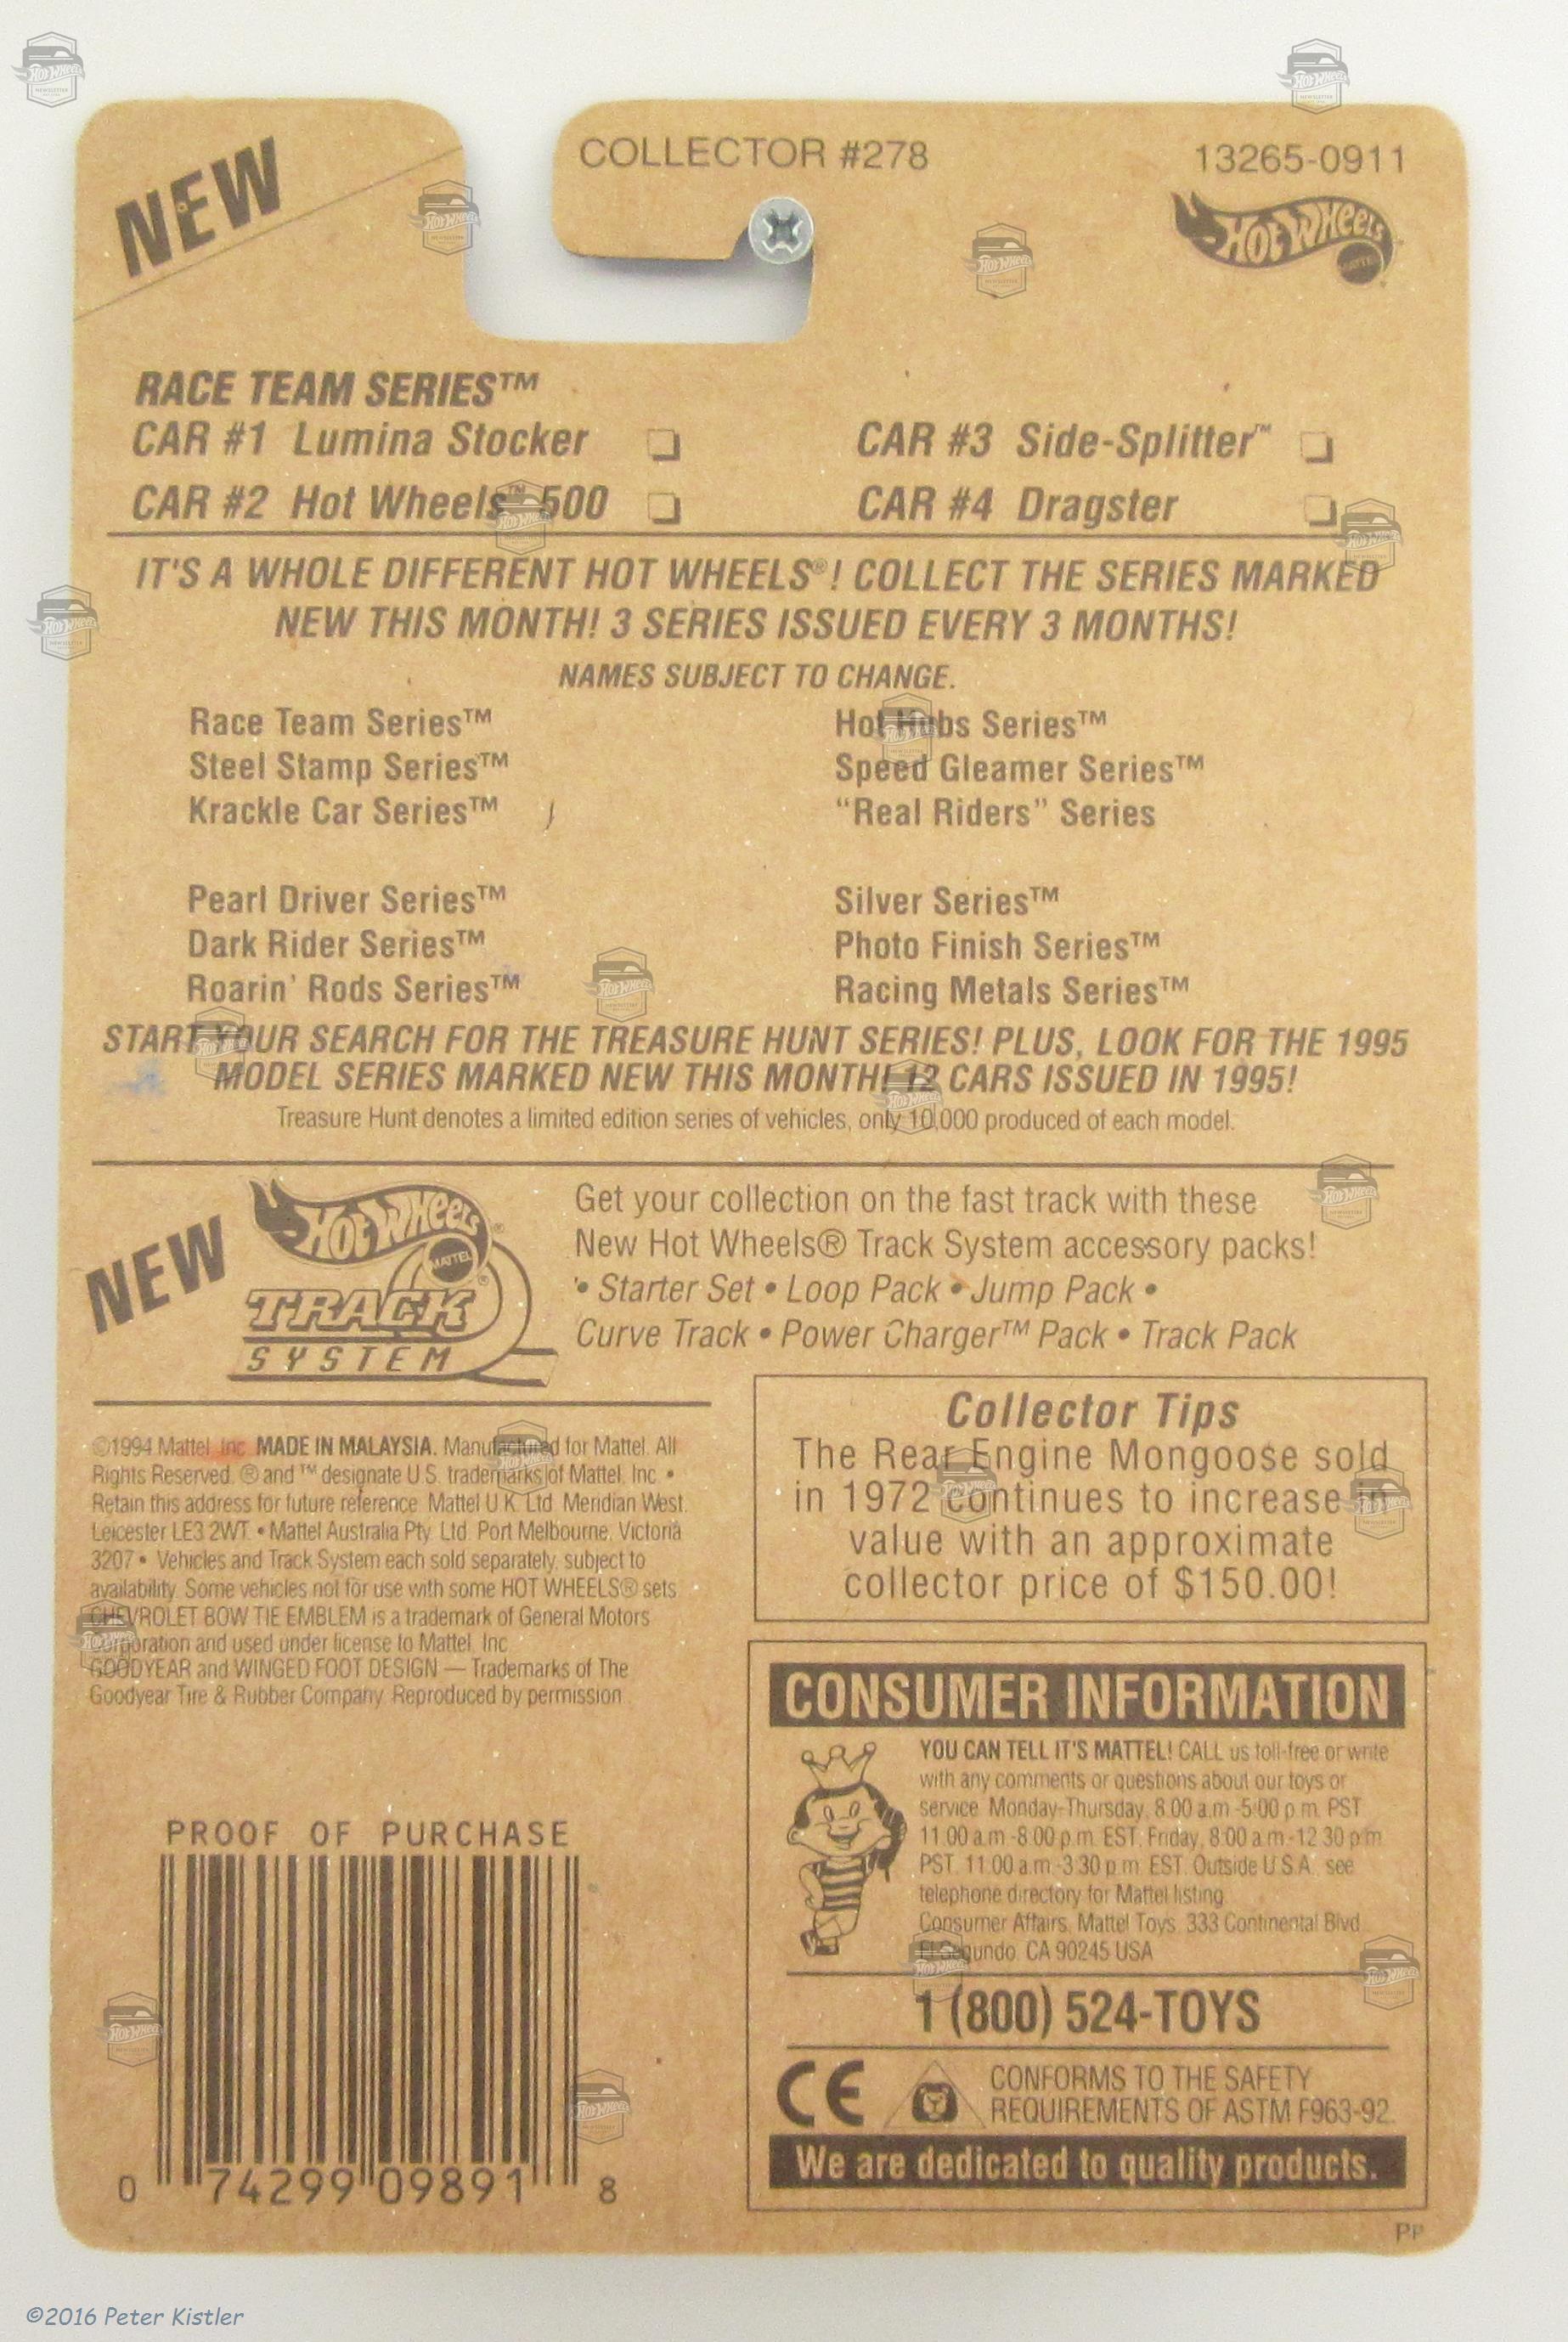 NEW
COLLECTOR #278
13265-0911
HOT WHEELS
MATTEL
RACE TEAM SERIES™
CAR #1 Lumina Stocker
CAR #3 Side-Splitter™
CAR #2 Hot Wheels™ 500
CAR #4 Dragster
IT'S A WHOLE DIFFERENT HOT WHEELS®! COLLECT THE SERIES MARKED
NEW THIS MONTH! 3 SERIES ISSUED EVERY 3 MONTHS!
NAMES SUBJECT TO CHANGE.
Race Team Series™
Steel Stamp Series™
Krackle Car Series™
Hot Hubs Series™
Speed Gleamer Series™
“Real Riders” Series
Pearl Driver Series™
Dark Rider Series™
Roarin' Rods Series™
Silver Series™
Photo Finish Series™
Racing Metals Series™
START YOUR SEARCH FOR THE TREASURE HUNT SERIES! PLUS, LOOK FOR THE 1995
MODEL SERIES MARKED NEW THIS MONTH! 12 CARS ISSUED IN 1995!
Treasure Hunt denotes a limited edition series of vehicles, only 10,000 produced of each model.
NEW
HOT WHEELS®
MATTEL®
TRACK
SYSTEM
Get your collection on the fast track with these
New Hot Wheels® Track System accessory packs!
• Starter Set • Loop Pack • Jump Pack •
Curve Track • Power Charger™ Pack • Track Pack
©1994 Mattel, Inc. MADE IN MALAYSIA. Manufactured for Mattel. All
Rights Reserved. ® and ™ designate U.S. trademarks of Mattel, Inc. •
Retain this address for future reference: Mattel U.K. Ltd. Meridian West,
Leicester LE3 2WT. • Mattel Australia Pty. Ltd. Port Melbourne, Victoria
3207 • Vehicles and Track System each sold separately, subject to
availability. Some vehicles not for use with some HOT WHEELS® sets.
CHEVROLET BOW TIE EMBLEM is a trademark of General Motors
Corporation and used under license to Mattel, Inc.
GOODYEAR and WINGED FOOT DESIGN — Trademarks of The
Goodyear Tire & Rubber Company. Reproduced by permission.
Collector Tips
The Rear Engine Mongoose sold
in 1972 continues to increase in
value with an approximate
collector price of $150.00!
CONSUMER INFORMATION
YOU CAN TELL IT'S MATTEL! CALL us toll-free or write
with any comments or questions about our toys or
service. Monday-Thursday, 8:00 a.m.-5:00 p.m. PST,
11:00 a.m.-8:00 p.m. EST; Friday, 8:00 a.m.-12:30 p.m.
PST, 11:00 a.m.-3:30 p.m. EST. Outside U.S.A., see
telephone directory for Mattel listing.
Consumer Affairs, Mattel Toys, 333 Continental Blvd.,
El Segundo, CA 90245 USA
1 (800) 524-TOYS
CE
CONFORMS TO THE SAFETY
REQUIREMENTS OF ASTM F963-92.
We are dedicated to quality products.
PROOF OF PURCHASE
0 74299 09891 8
PP
©2016 Peter Kistler